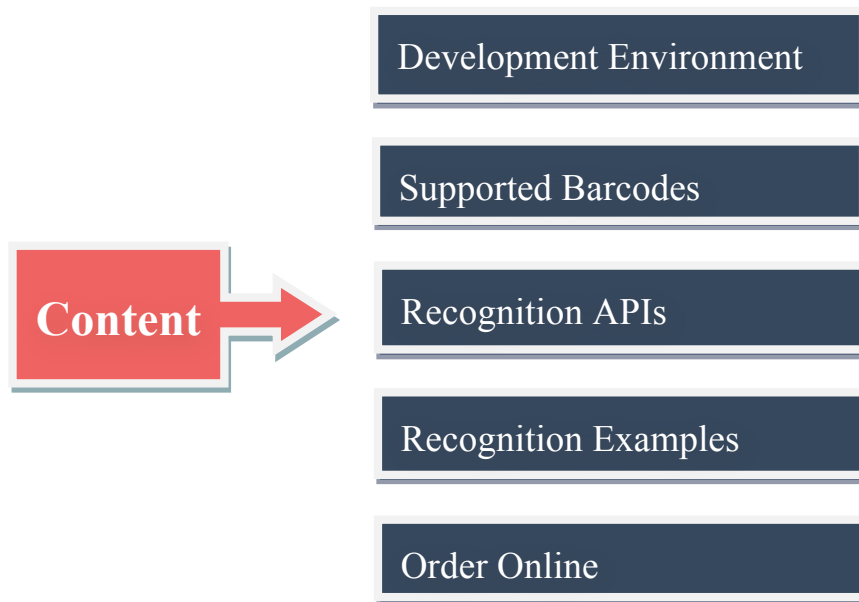 Development Environment
Supported Barcodes
Content
Recognition APIs
Recognition Examples
Order Online